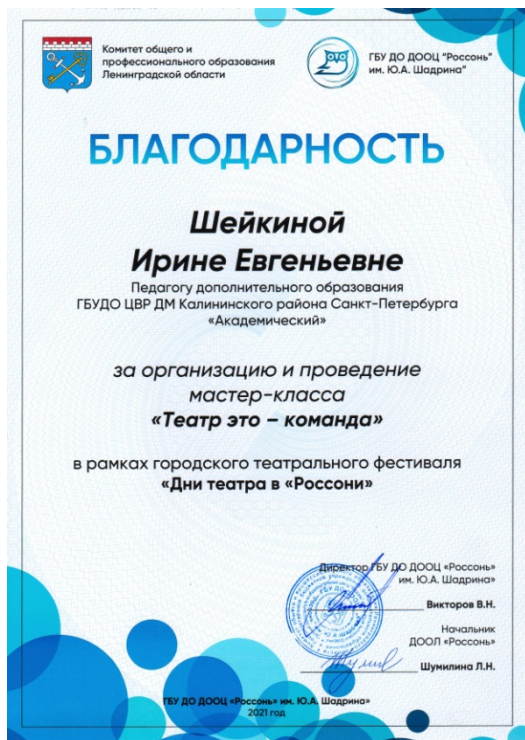 Комитет общего и
профессионального образования
Ленинградской области
ОТО
ГБУ ДО ДООЦ "Россонь"
им. Ю.А. Шадрина"
БЛАГОДАРНОСТЬ
Шейкиной
Ирине Евгеньевне
Педагогу дополнительного образования
ГБУДО ЦВР ДМ Калининского района Санкт-Петербурга
«Академический»
за организацию и проведение
мастер-класса
«Театр это – команда»
в рамках городского театрального фестиваля
«Дни театра в «Россони»
Директор ГБУ ДО ДООЦ «Россонь»
им. Ю.А. Шадрина»
Викторов В.Н.
Начальник
ДООЛ «Россонь»
Шумилина Л.Н.
ГБУ ДО ДООЦ «Россонь» им. Ю.А. Шадрина»
2021 год